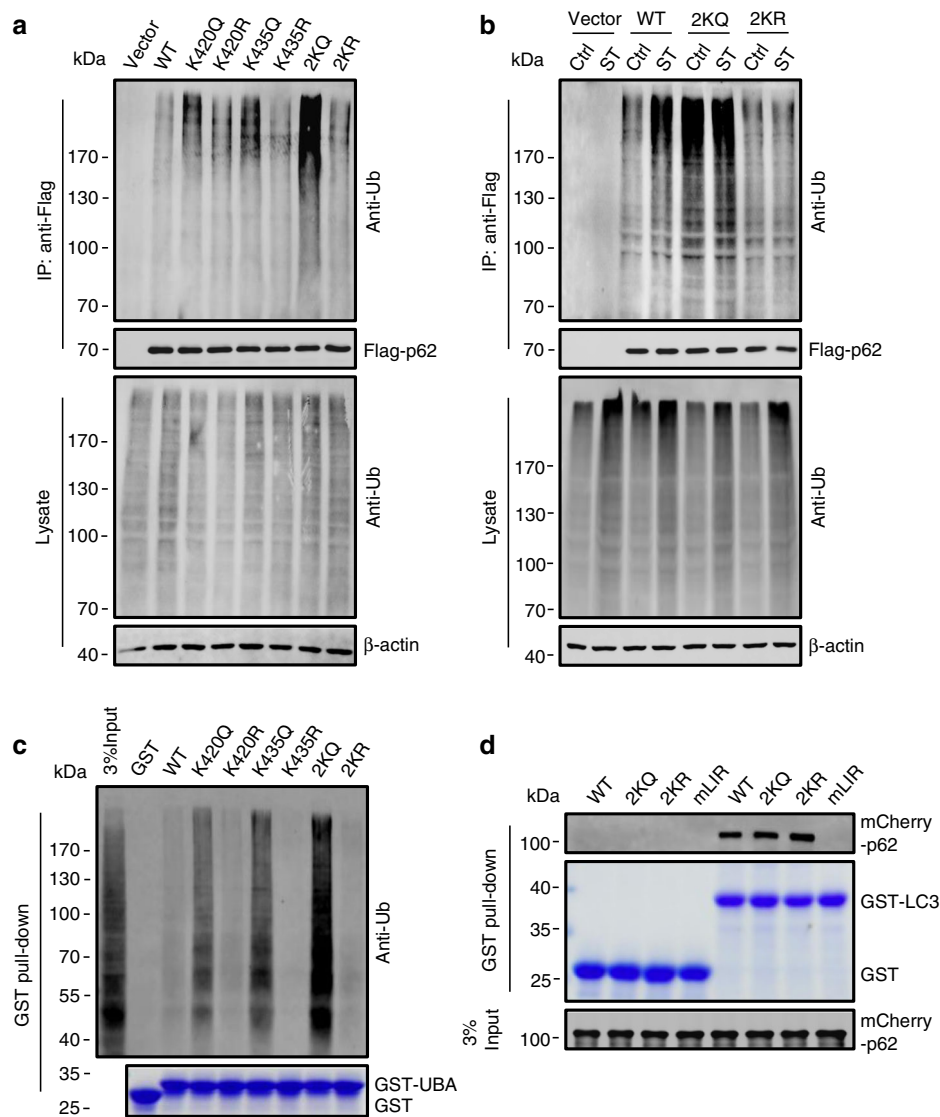 a
kDa
Vector
WT
K420Q
K420R
K435Q
K435R
2KQ
2KR
IP: anti-Flag
170
130
100
70
Anti-Ub
70
Flag-p62
Lysate
170
130
100
70
Anti-Ub
40
β-actin
b
Vector WT 2KQ 2KR
kDa
Ctrl ST Ctrl ST Ctrl ST Ctrl ST
IP: anti-Flag
170
130
100
70
Anti-Ub
70
Flag-p62
Lysate
170
130
100
70
Anti-Ub
40
β-actin
c
kDa
3%Input
GST
WT
K420Q
K420R
K435Q
K435R
2KQ
2KR
GST pull-down
170
130
100
70
55
40
Anti-Ub
35
25
GST-UBA
GST
d
kDa
WT 2KQ 2KR mLIR WT 2KQ 2KR mLIR
GST pull-down
100
mCherry
-p62
40
35
25
GST-LC3
GST
3%
Input
100
mCherry
-p62